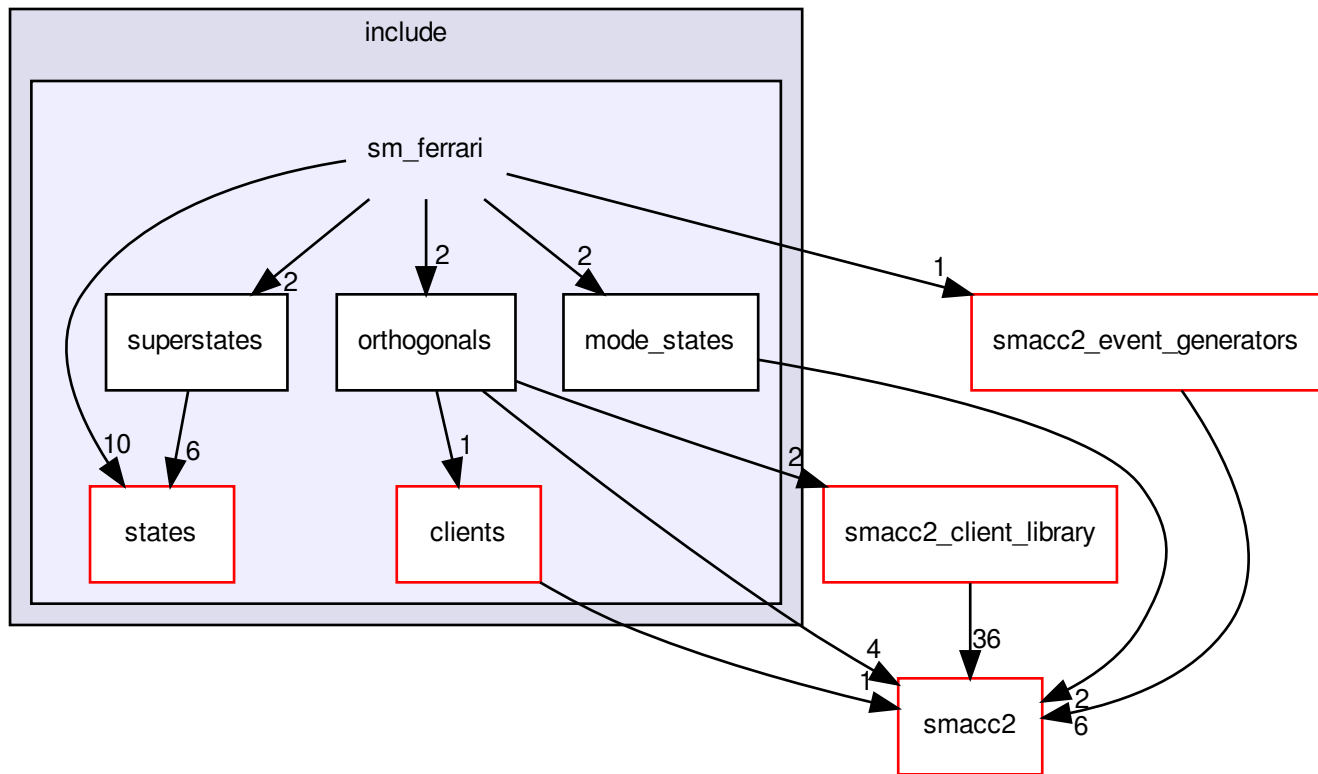 include
sm_ferrari
2
2
2
1
superstates
orthogonals
mode_states
smacc2_event_generators
10
6
1
2
states
clients
smacc2_client_library
36
4
1
2
6
smacc2